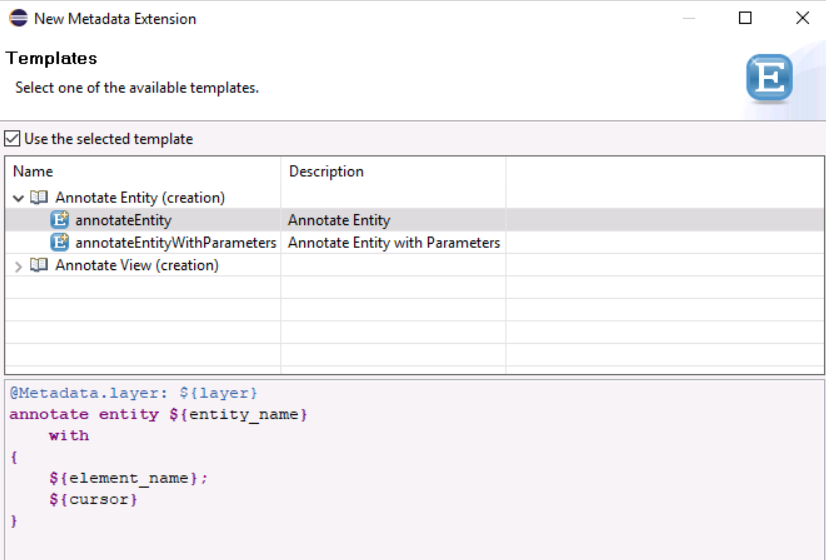 New Metadata Extension
Templates
Select one of the available templates.
E
Use the selected template
Name Description
Annotate Entity (creation)
E annotateEntity Annotate Entity
E annotateEntityWithParameters Annotate Entity with Parameters
Annotate View (creation)
@Metadata.layer: ${layer}
annotate entity ${entity_name}
    with
{
    ${element_name};
    ${cursor}
}